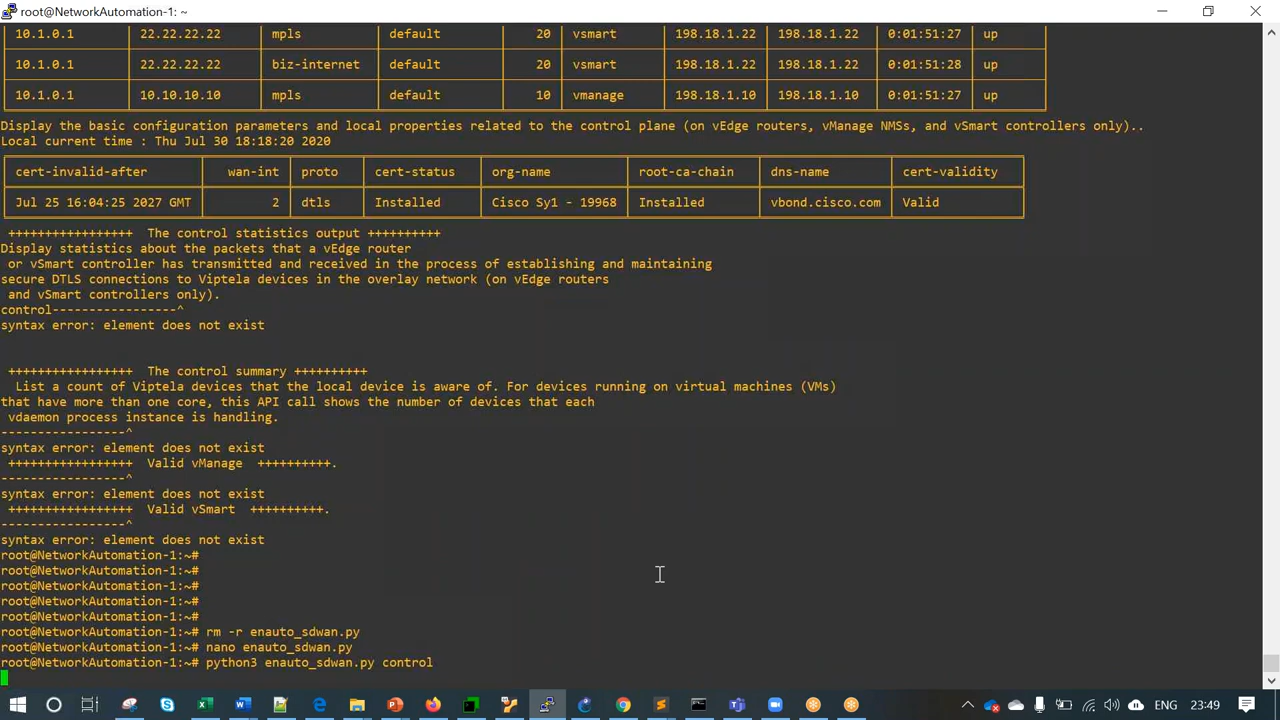 root@NetworkAutomation-1: ~
10.1.0.1 22.22.22.22 mpls default 20 vsmart 198.18.1.22 0:01:51:27 up
10.1.0.1 22.22.22.22 biz-internet default 20 vsmart 198.18.1.22 0:01:51:28 up
10.1.0.1 10.10.10.10 mpls default 10 vmanage 198.18.1.10 0:01:51:27 up
Display the basic configuration parameters and local properties related to the control plane (on vEdge routers, vManage NMSs, and vSmart controllers only)..
Local current time : Thu Jul 30 18:18:20 2020
cert-invalid-after wan-int proto cert-status org-name root-ca-chain dns-name cert-validity
Jul 25 16:04:25 2027 GMT 2 dtls Installed Cisco Sy1 - 19968 Installed vbond.cisco.com Valid
+++++++++++++++++ The control statistics output ++++++++++
Display statistics about the packets that a vEdge router
or vSmart controller has transmitted and received in the process of establishing and maintaining
secure DTLS connections to Viptela devices in the overlay network (on vEdge routers
and vSmart controllers only).
control-----------------^
syntax error: element does not exist
+++++++++++++++++ The control summary ++++++++++
List a count of Viptela devices that the local device is aware of. For devices running on virtual machines (VMs)
that have more than one core, this API call shows the number of devices that each
vdaemon process instance is handling.
-----------------^
syntax error: element does not exist
+++++++++++++++++ Valid vManage ++++++++++.
-----------------^
syntax error: element does not exist
+++++++++++++++++ Valid vSmart ++++++++++.
-----------------^
syntax error: element does not exist
root@NetworkAutomation-1:~#
root@NetworkAutomation-1:~#
root@NetworkAutomation-1:~#
root@NetworkAutomation-1:~#
root@NetworkAutomation-1:~#
root@NetworkAutomation-1:~# rm -r enauto_sdwan.py
root@NetworkAutomation-1:~# nano enauto_sdwan.py
root@NetworkAutomation-1:~# python3 enauto_sdwan.py control
ENG 23:49